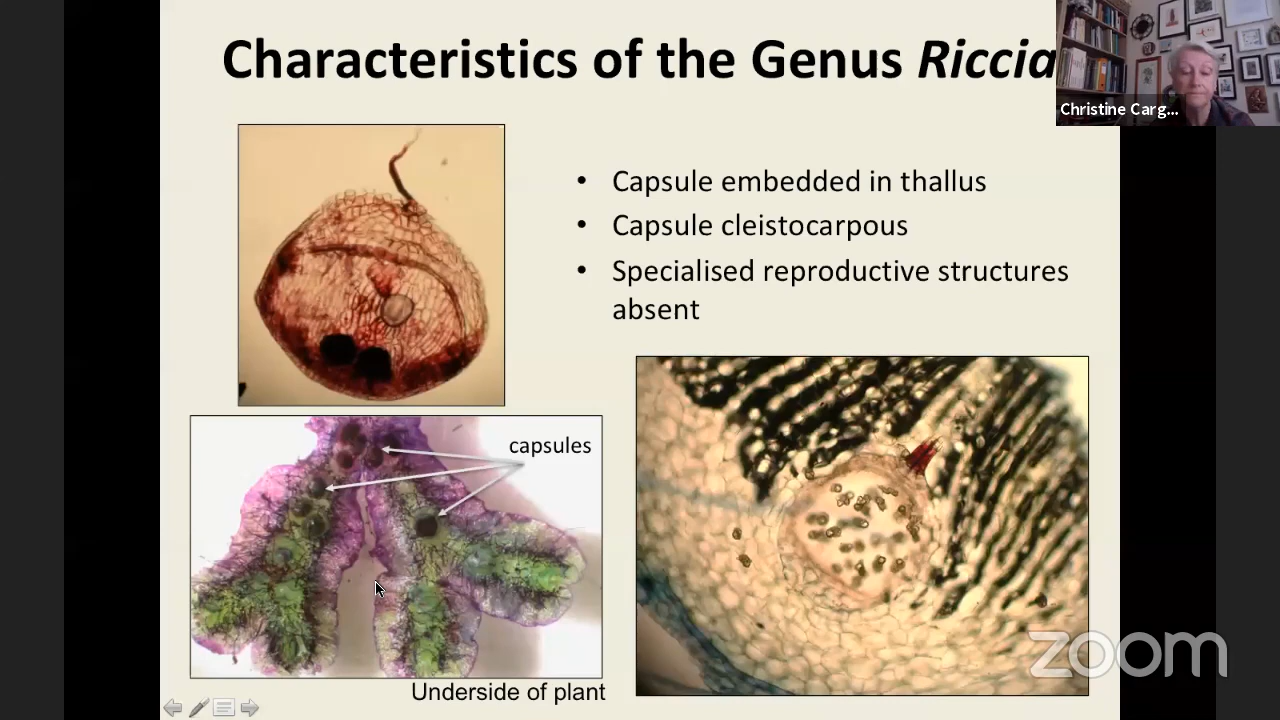 Characteristics of the Genus Riccia
Christine Carg...
• Capsule embedded in thallus
• Capsule cleistocarpous
• Specialised reproductive structures
absent
capsules
Underside of plant
zoom